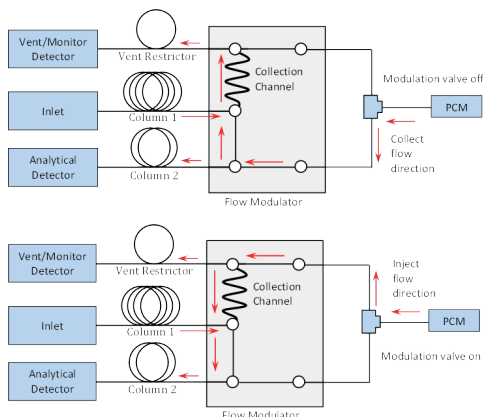 Vent/Monitor
Detector
Vent Restrictor
Collection
Channel
Modulation valve off
Inlet
Column 1
PCM
Collect
flow
direction
Analytical
Detector
Column 2
Flow Modulator
Vent/Monitor
Detector
Vent Restrictor
Collection
Channel
Inject
flow
direction
Inlet
Column 1
PCM
Modulation valve on
Analytical
Detector
Column 2
Flow Modulator